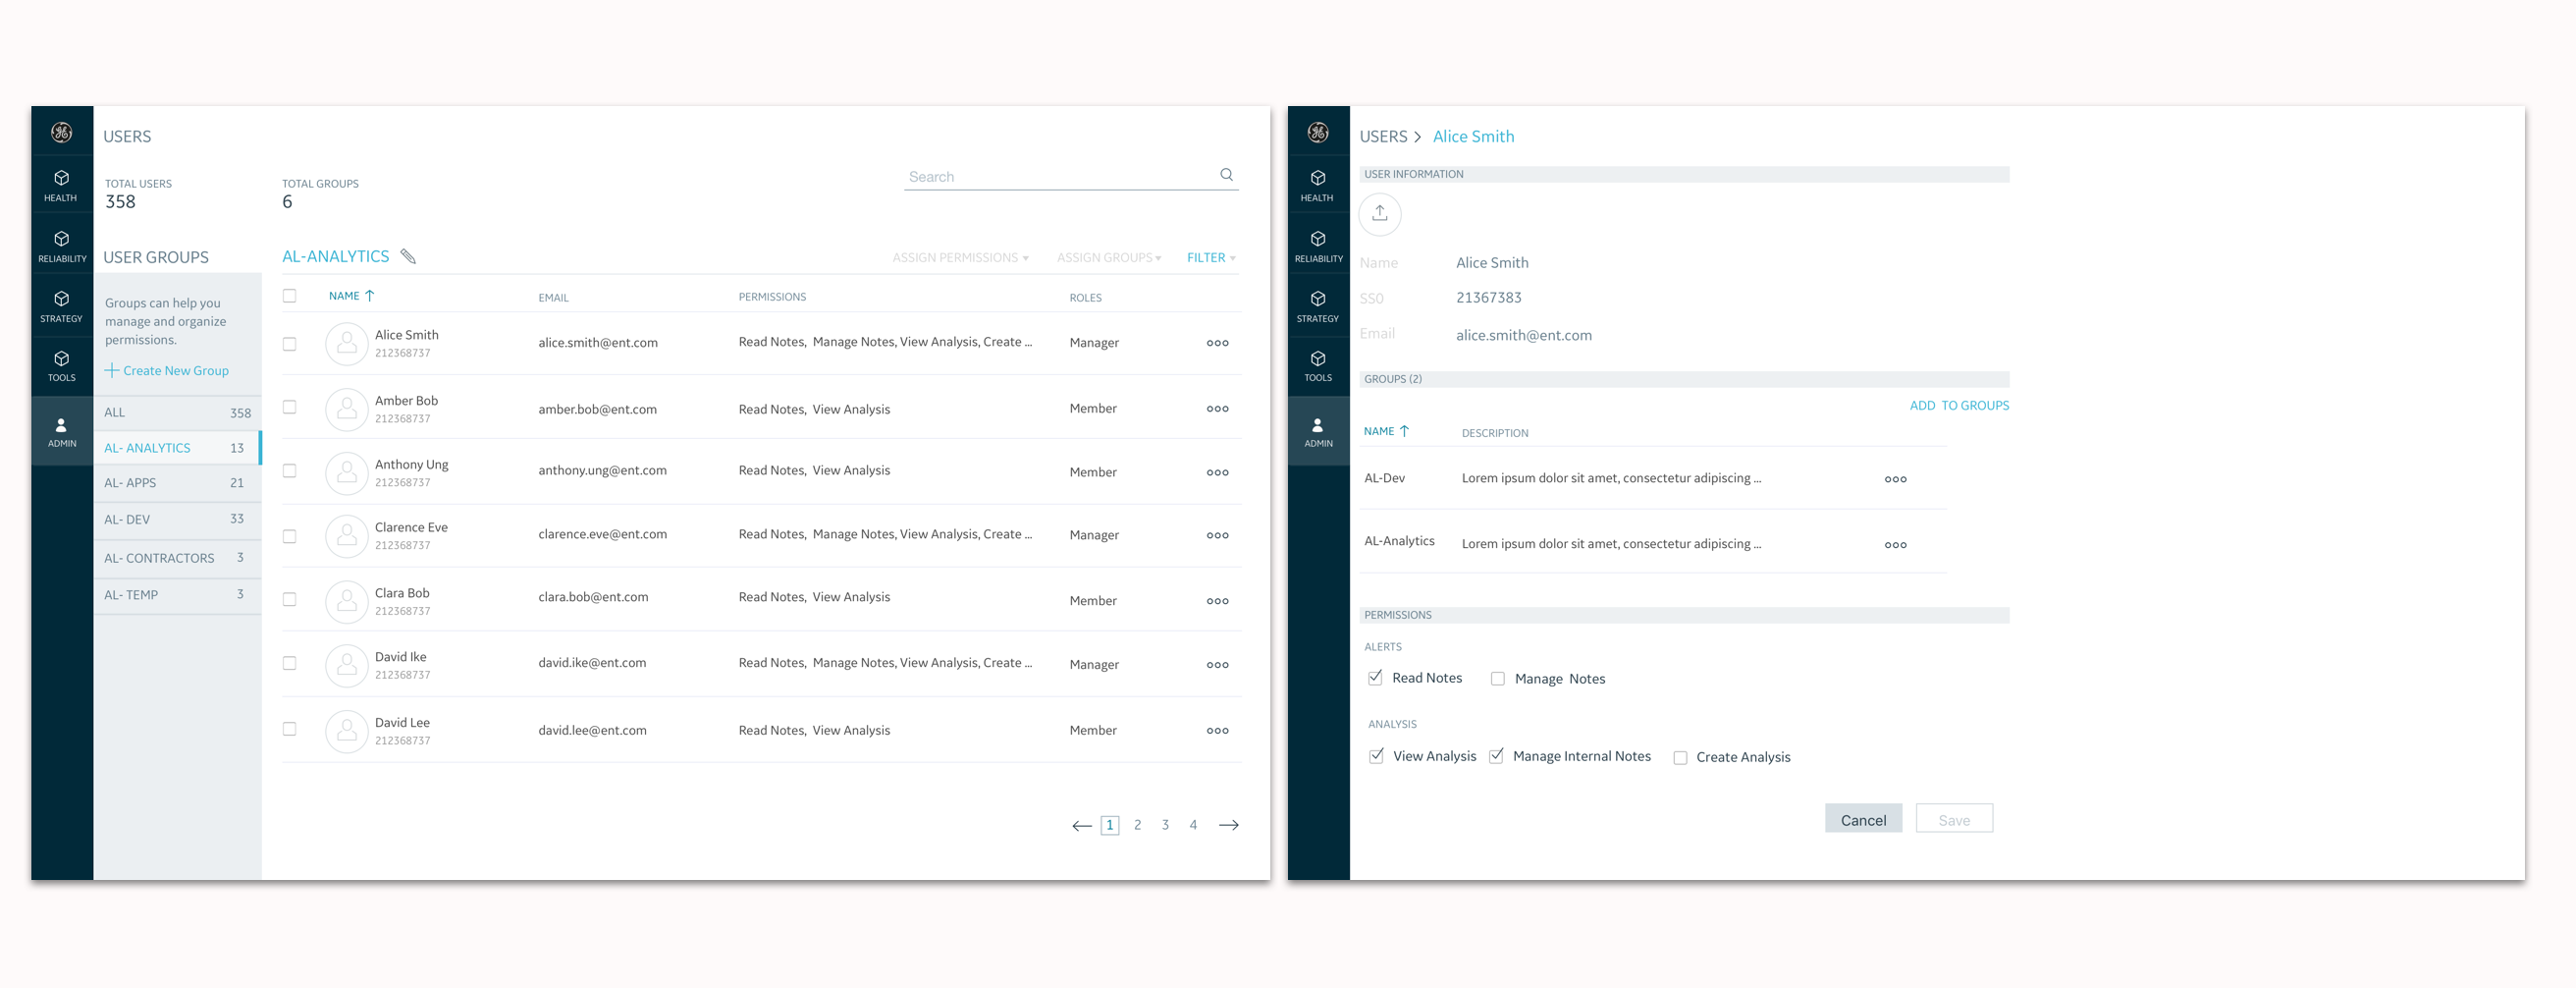 USERS
TOTAL USERS
358
TOTAL GROUPS
6
Search
HEALTH
RELIABILITY
STRATEGY
TOOLS
ADMIN
USER GROUPS
Groups can help you
manage and organize
permissions.
Create New Group
ALL 358
AL- ANALYTICS 13
AL- APPS 21
AL- DEV 33
AL- CONTRACTORS 3
AL- TEMP 3
AL-ANALYTICS ASSIGN PERMISSIONS ASSIGN GROUPS FILTER
NAME EMAIL PERMISSIONS ROLES
Alice Smith
212368737
alice.smith@ent.com Read Notes, Manage Notes, View Analysis, Create ... Manager
Amber Bob
212368737
amber.bob@ent.com Read Notes, View Analysis Member
Anthony Ung
212368737
anthony.ung@ent.com Read Notes, View Analysis Member
Clarence Eve
212368737
clarence.eve@ent.com Read Notes, Manage Notes, View Analysis, Create ... Manager
Clara Bob
212368737
clara.bob@ent.com Read Notes, View Analysis Member
David Ike
212368737
david.ike@ent.com Read Notes, Manage Notes, View Analysis, Create ... Manager
David Lee
212368737
david.lee@ent.com Read Notes, View Analysis Member
1 2 3 4
HEALTH
RELIABILITY
STRATEGY
TOOLS
ADMIN
USERS > Alice Smith
USER INFORMATION
Name Alice Smith
SS0 21367383
Email alice.smith@ent.com
GROUPS (2)
ADD TO GROUPS
NAME DESCRIPTION
AL-Dev Lorem ipsum dolor sit amet, consectetur adipiscing ...
AL-Analytics Lorem ipsum dolor sit amet, consectetur adipiscing ...
PERMISSIONS
ALERTS
Read Notes Manage Notes
ANALYSIS
View Analysis Manage Internal Notes Create Analysis
Cancel Save